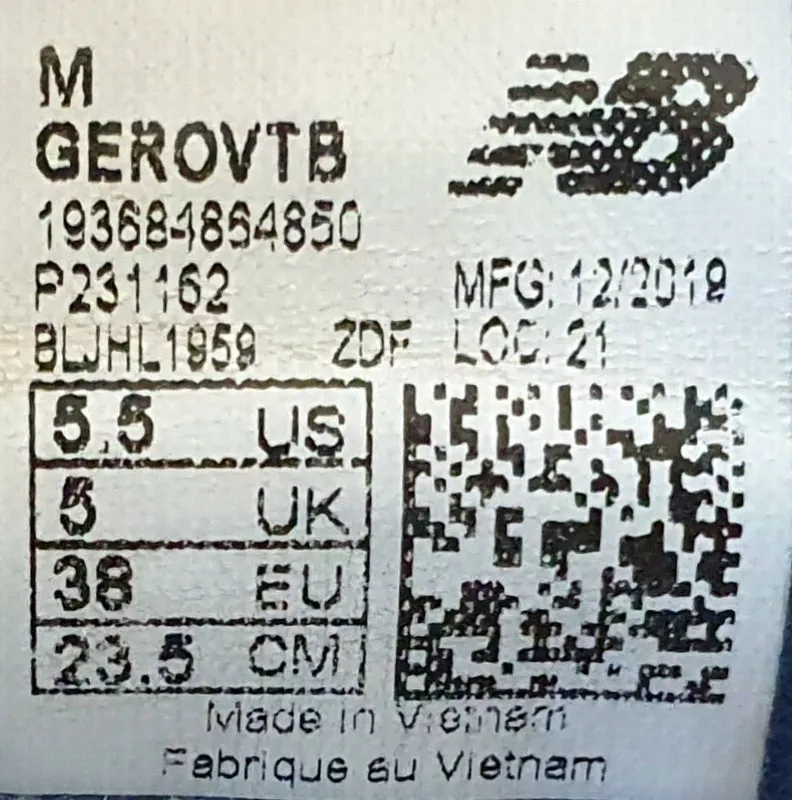 M
GEROVTB
193684864850
P231162 MFG: 12/2019
BLJHL1959 ZDF LOC: 21
5.5 US
5 UK
38 EU
23.5 CM
Made in Vietnam
Fabrique au Vietnam